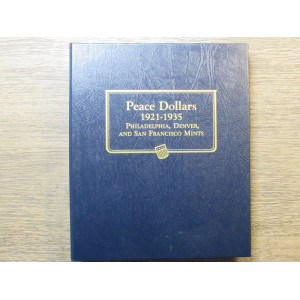 Peace Dollars
1921-1935
Philadelphia, Denver,
and San Francisco Mints